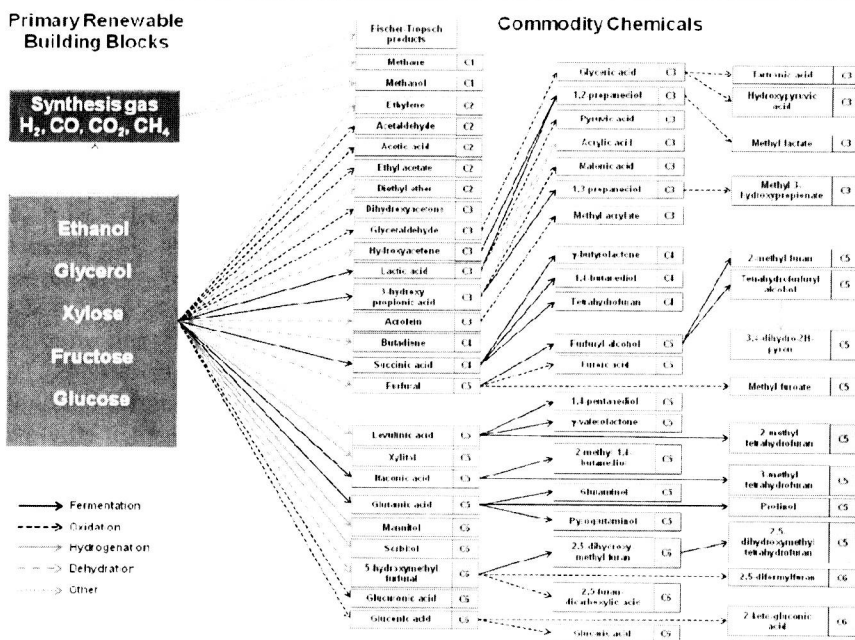 Primary Renewable
Building Blocks
Commodity Chemicals
Synthesis gas
H₂, CO, CO₂, CH₄
Ethanol
Glycerol
Xylose
Fructose
Glucose
Fermentation
Oxidation
Hydrogenation
Dehydration
Other
Fischer-Tropsch
products
Methane C1
Methanol C1
Ethylene C2
Acetaldehyde C2
Acetic acid C2
Ethyl acetate C2
Diethyl ether C2
Dihydroxyacetone C3
Glyceraldehyde C3
Hydroxyacetone C3
Lactic acid C3
3-hydroxy
propionic acid C3
Acrolein C3
Butadiene C4
Succinic acid C4
Furfural C5
Levulinic acid C5
Xylitol C5
Itaconic acid C5
Glutamic acid C5
Mannitol C6
Sorbitol C6
5-hydroxymethyl
furfural C6
Glucuronic acid C6
Gluconic acid C6
Glyceric acid C3
1,2 propanediol C3
Pyruvic acid C3
Acrylic acid C3
Malonic acid C3
1,3 propanediol C3
Methyl acrylate C3
γ-butyrolactone C4
1,4-butanediol C4
Tetrahydrofuran C4
Furfuryl alcohol C5
Furoic acid C5
1,4 pentanediol C5
γ-valerolactone C5
2-methyl-1,4-
butanediol C5
Glutaminol C5
Pyroglutaminol C5
2,5-dihydroxy
methyl furan C6
2,5 furan
dicarboxylic acid C6
Glucaric acid C6
Tartronic acid C3
Hydroxypyruvic
acid C3
Methyl lactate C3
Methyl 3-
hydroxypropionate C3
2-methyl furan C5
Tetrahydrofurfuryl
alcohol C5
C5
Methyl furoate C5
2-methyl
tetrahydrofuran C5
3-methyl
tetrahydrofuran C5
Prolinol C5
2,5-
dihydroxymethyl
tetrahydrofuran C5
2,5-diformylfuran C6
2-keto-gluconic
acid C6